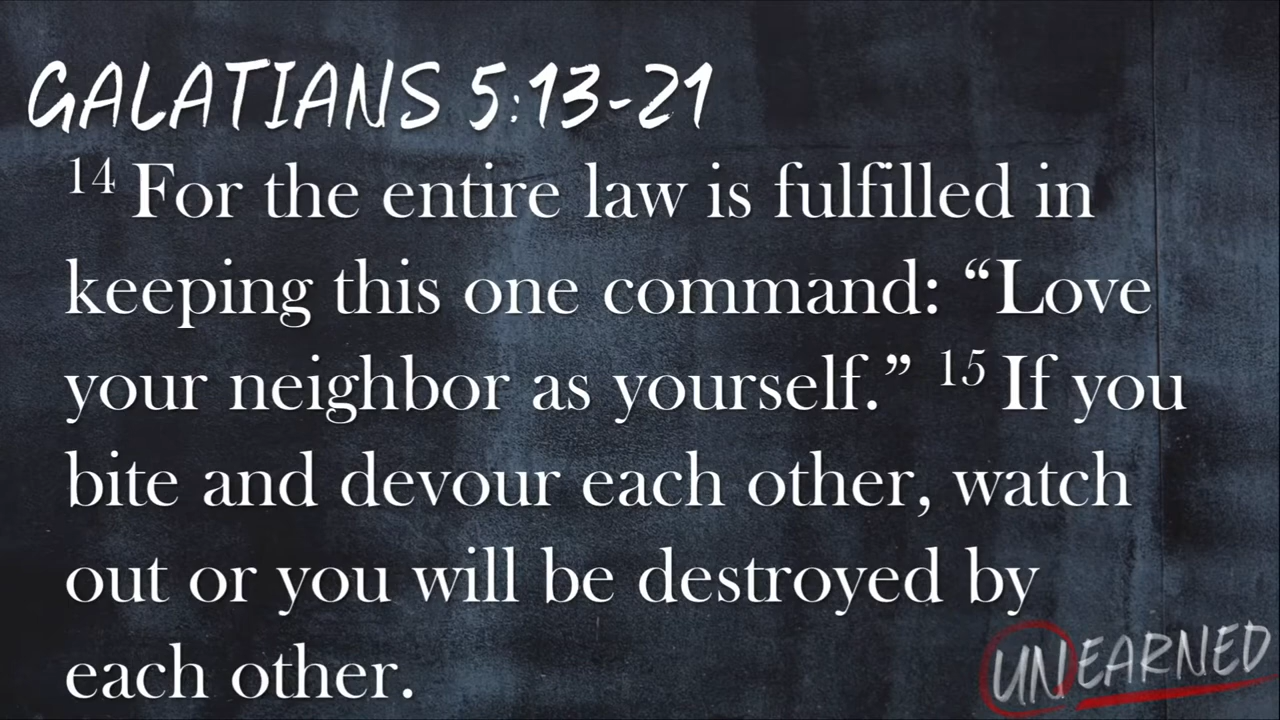 GALATIANS 5:13-21
14 For the entire law is fulfilled in
keeping this one command: “Love
your neighbor as yourself.” 15 If you
bite and devour each other, watch
out or you will be destroyed by
each other.
UNEARNED